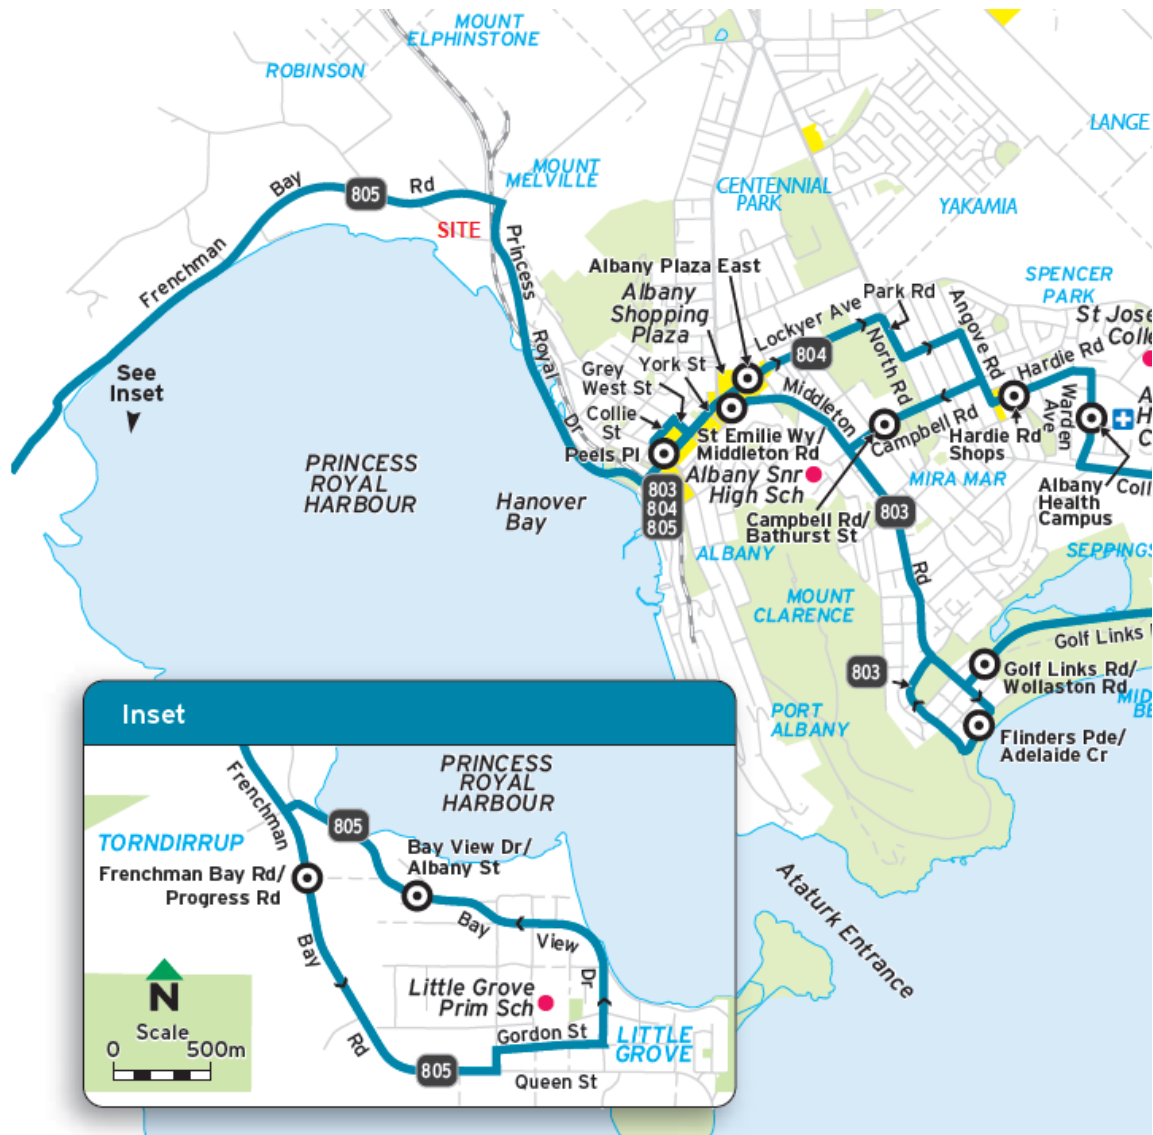 MOUNT
ELPHINSTONE
ROBINSON
LANGE
MOUNT
MELVILLE
CENTENNIAL
PARK
YAKAMIA
Bay
805
Rd
SITE
Frenchman
Princess
Royal
Dr
Albany Plaza East
Albany
Shopping
Plaza
Park Rd
SPENCER
PARK
St Jose
Colle
Lockyer Ave
804
North Rd
Angove Rd
Hardie Rd
See
Inset
Grey
West St
York St
Middleton
Collie
St
Warden
Ave
A
H
C
Peels Pl
St Emilie Wy/
Middleton Rd
Campbell Rd
Hardie Rd
Shops
PRINCESS
ROYAL
HARBOUR
Albany Snr
High Sch
MIRA MAR
Hanover
Bay
803
804
805
Campbell Rd/
Bathurst St
803
Albany
Health
Campus
Coll
ALBANY
Rd
SEPPINGS
MOUNT
CLARENCE
Golf Links
803
Golf Links Rd/
Wollaston Rd
PORT
ALBANY
MID
BE
Flinders Pde/
Adelaide Cr
Inset
PRINCESS
ROYAL
HARBOUR
Frenchman
805
TORNDIRRUP
Bay View Dr/
Albany St
Frenchman Bay Rd/
Progress Rd
Ataturk Entrance
Bay
View
Dr
Bay
Rd
Little Grove
Prim Sch
N
Scale
0 500m
Gordon St
LITTLE
GROVE
805
Queen St